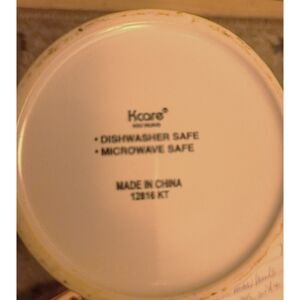 Kcare
• DISHWASHER SAFE
• MICROWAVE SAFE
MADE IN CHINA
12816 KT